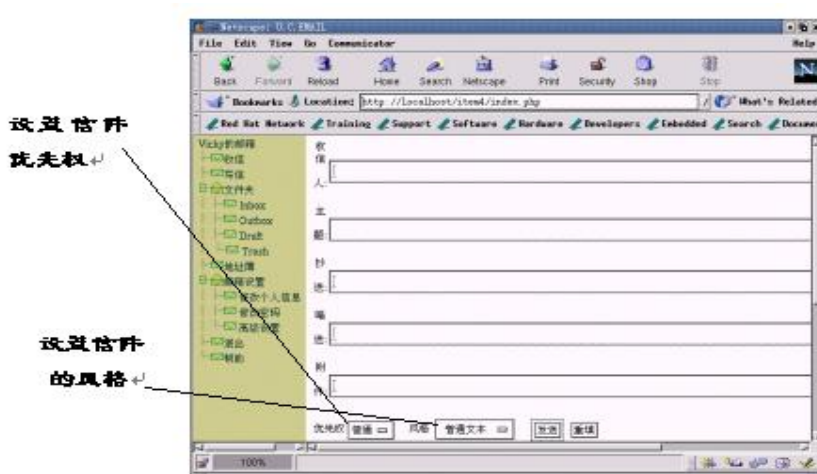 Netscape: U.C.EMAIL
File Edit View Go Communicator Help
Back Forward Reload Home Search Netscape Print Security Shop Stop
N
Bookmarks Location: http://localhost/item4/index.php What's Related
Red Hat Network Training Support Software Hardware Developers Embedded Search Docume
设置信件
优先权
Vicky的邮箱
收信
写信
文件夹
Inbox
Outbox
Draft
Trash
地址簿
邮箱设置
修改个人信息
修改密码
高级设置
退出
帮助
收信人:
主题:
抄送:
暗送:
附件:
设置信件
的风格
优先权 普通 风格 普通文本 发送 重填
100%